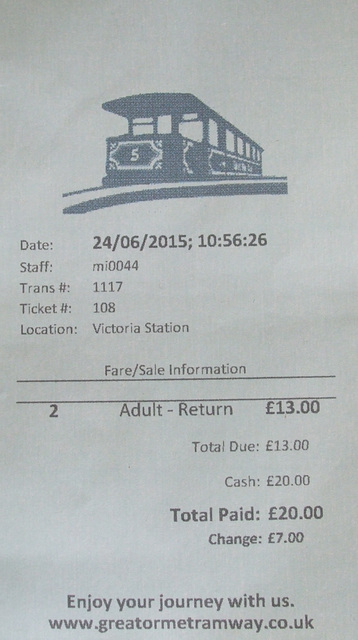 5
Date: 24/06/2015; 10:56:26
Staff: mi0044
Trans #: 1117
Ticket #: 108
Location: Victoria Station
Fare/Sale Information
2 Adult - Return £13.00
Total Due: £13.00
Cash: £20.00
Total Paid: £20.00
Change: £7.00
Enjoy your journey with us.
www.greatormetramway.co.uk